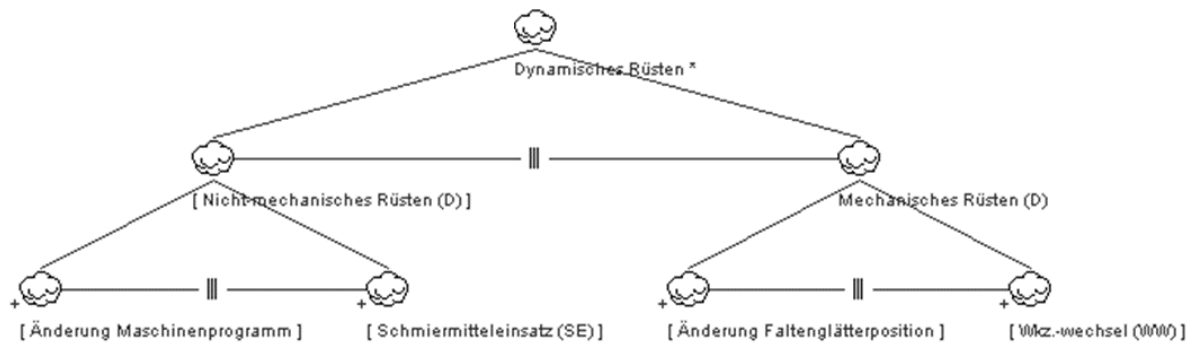 Dynamisches Rüsten *
|||
[ Nicht-mechanisches Rüsten (D) ]
Mechanisches Rüsten (D)
+ ||| + + ||| +
[ Änderung Maschinenprogramm ]
[ Schmiermitteleinsatz (SE) ]
[ Änderung Faltenglätterposition ]
[ Wkz.-wechsel (WW) ]